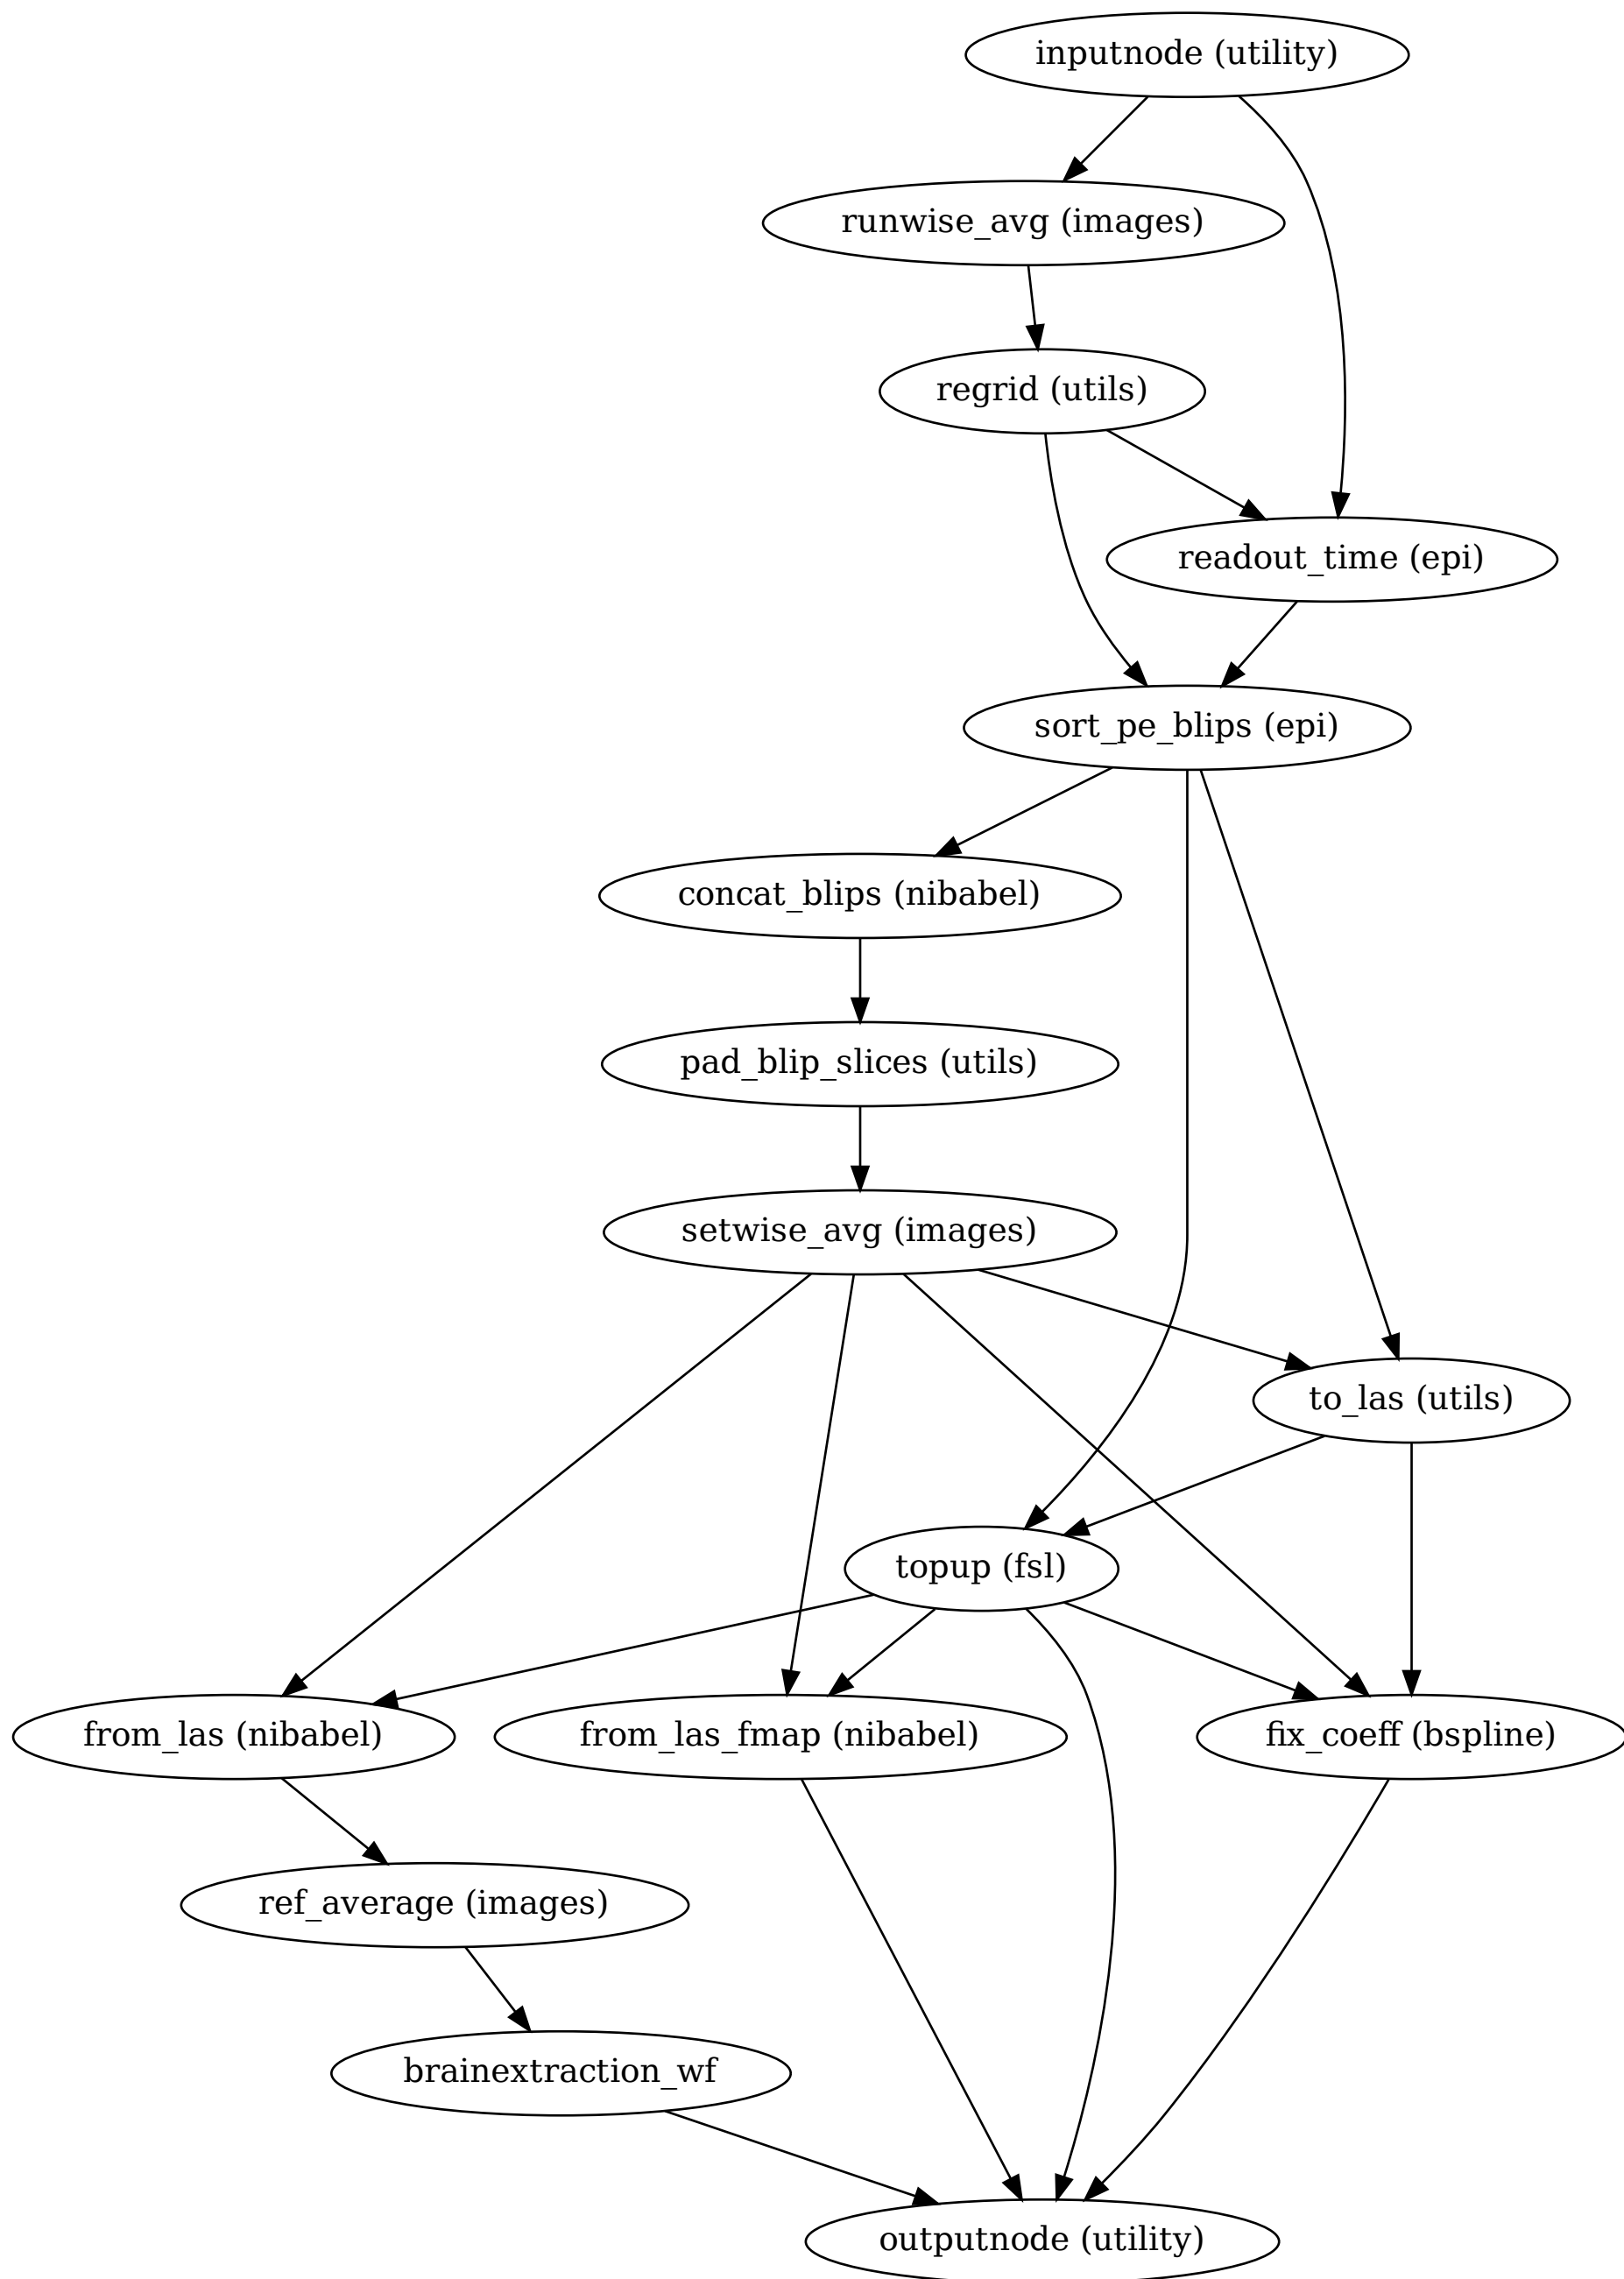 inputnode (utility)
runwise_avg (images)
regrid (utils)
readout_time (epi)
sort_pe_blips (epi)
concat_blips (nibabel)
pad_blip_slices (utils)
setwise_avg (images)
to_las (utils)
topup (fsl)
from_las (nibabel)
from_las_fmap (nibabel)
fix_coeff (bspline)
ref_average (images)
brainextraction_wf
outputnode (utility)